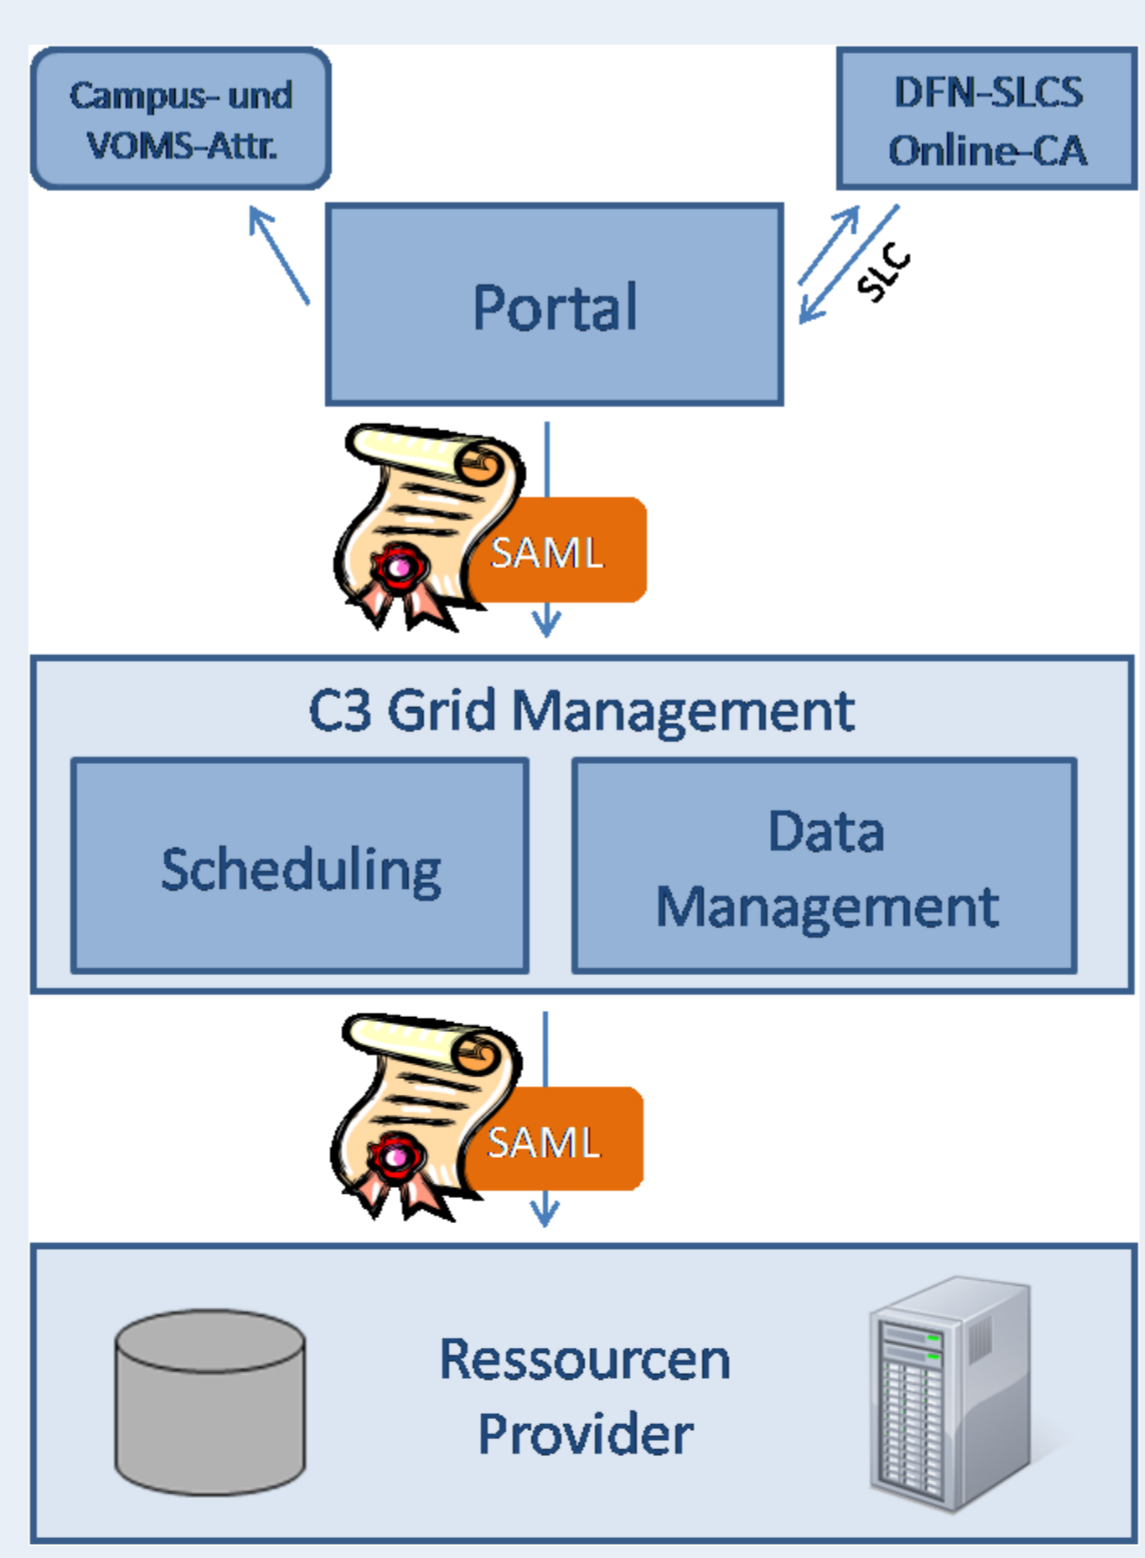 Campus- und
VOMS-Attr.
DFN-SLCS
Online-CA
Portal
SLC
SAML
C3 Grid Management
Scheduling
Data
Management
SAML
Ressourcen
Provider